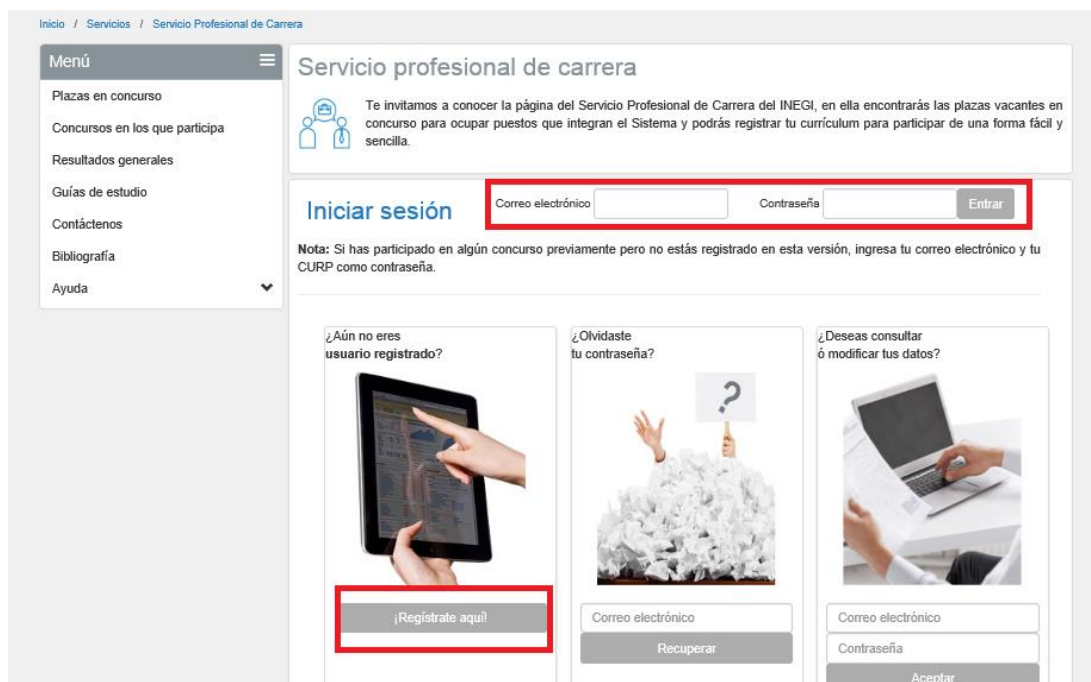 Inicio / Servicios / Servicio Profesional de Carrera
Menú
Plazas en concurso
Concursos en los que participa
Resultados generales
Guías de estudio
Contáctenos
Bibliografía
Ayuda
Servicio profesional de carrera
Te invitamos a conocer la página del Servicio Profesional de Carrera del INEGI, en ella encontrarás las plazas vacantes en
concurso para ocupar puestos que integran el Sistema y podrás registrar tu currículum para participar de una forma fácil y
sencilla.
Iniciar sesión
Correo electrónico
Contraseña
Entrar
Nota: Si has participado en algún concurso previamente pero no estás registrado en esta versión, ingresa tu correo electrónico y tu
CURP como contraseña.
¿Aún no eres
usuario registrado?
¡Regístrate aquí!
¿Olvidaste
tu contraseña?
?
Correo electrónico
Recuperar
¿Deseas consultar
ó modificar tus datos?
Correo electrónico
Contraseña
Aceptar